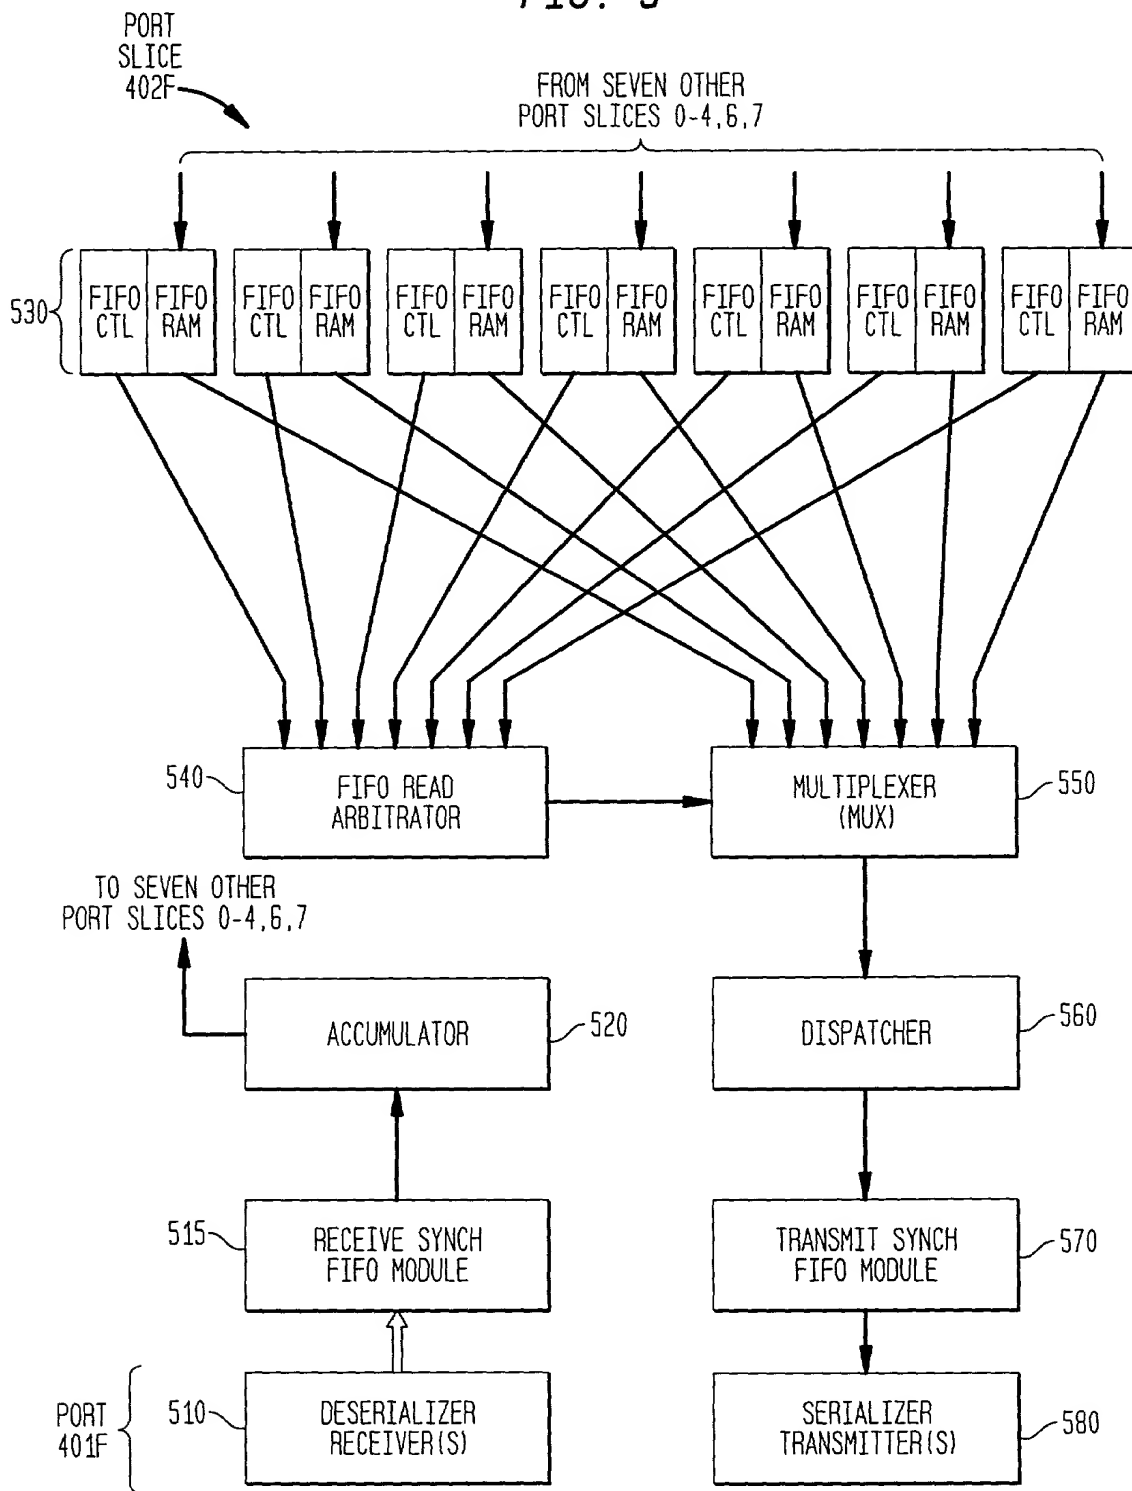 PORT
SLICE
402F
FROM SEVEN OTHER
PORT SLICES 0-4,6,7
530
FIFO CTL FIFO RAM FIFO CTL FIFO RAM FIFO CTL FIFO RAM FIFO CTL FIFO RAM FIFO CTL FIFO RAM FIFO CTL FIFO RAM FIFO CTL FIFO RAM
540
FIFO READ
ARBITRATOR
MULTIPLEXER
(MUX)
550
TO SEVEN OTHER
PORT SLICES 0-4,6,7
ACCUMULATOR
520
DISPATCHER
560
515
RECEIVE SYNCH
FIFO MODULE
TRANSMIT SYNCH
FIFO MODULE
570
PORT
401F
510
DESERIALIZER
RECEIVER(S)
SERIALIZER
TRANSMITTER(S)
580